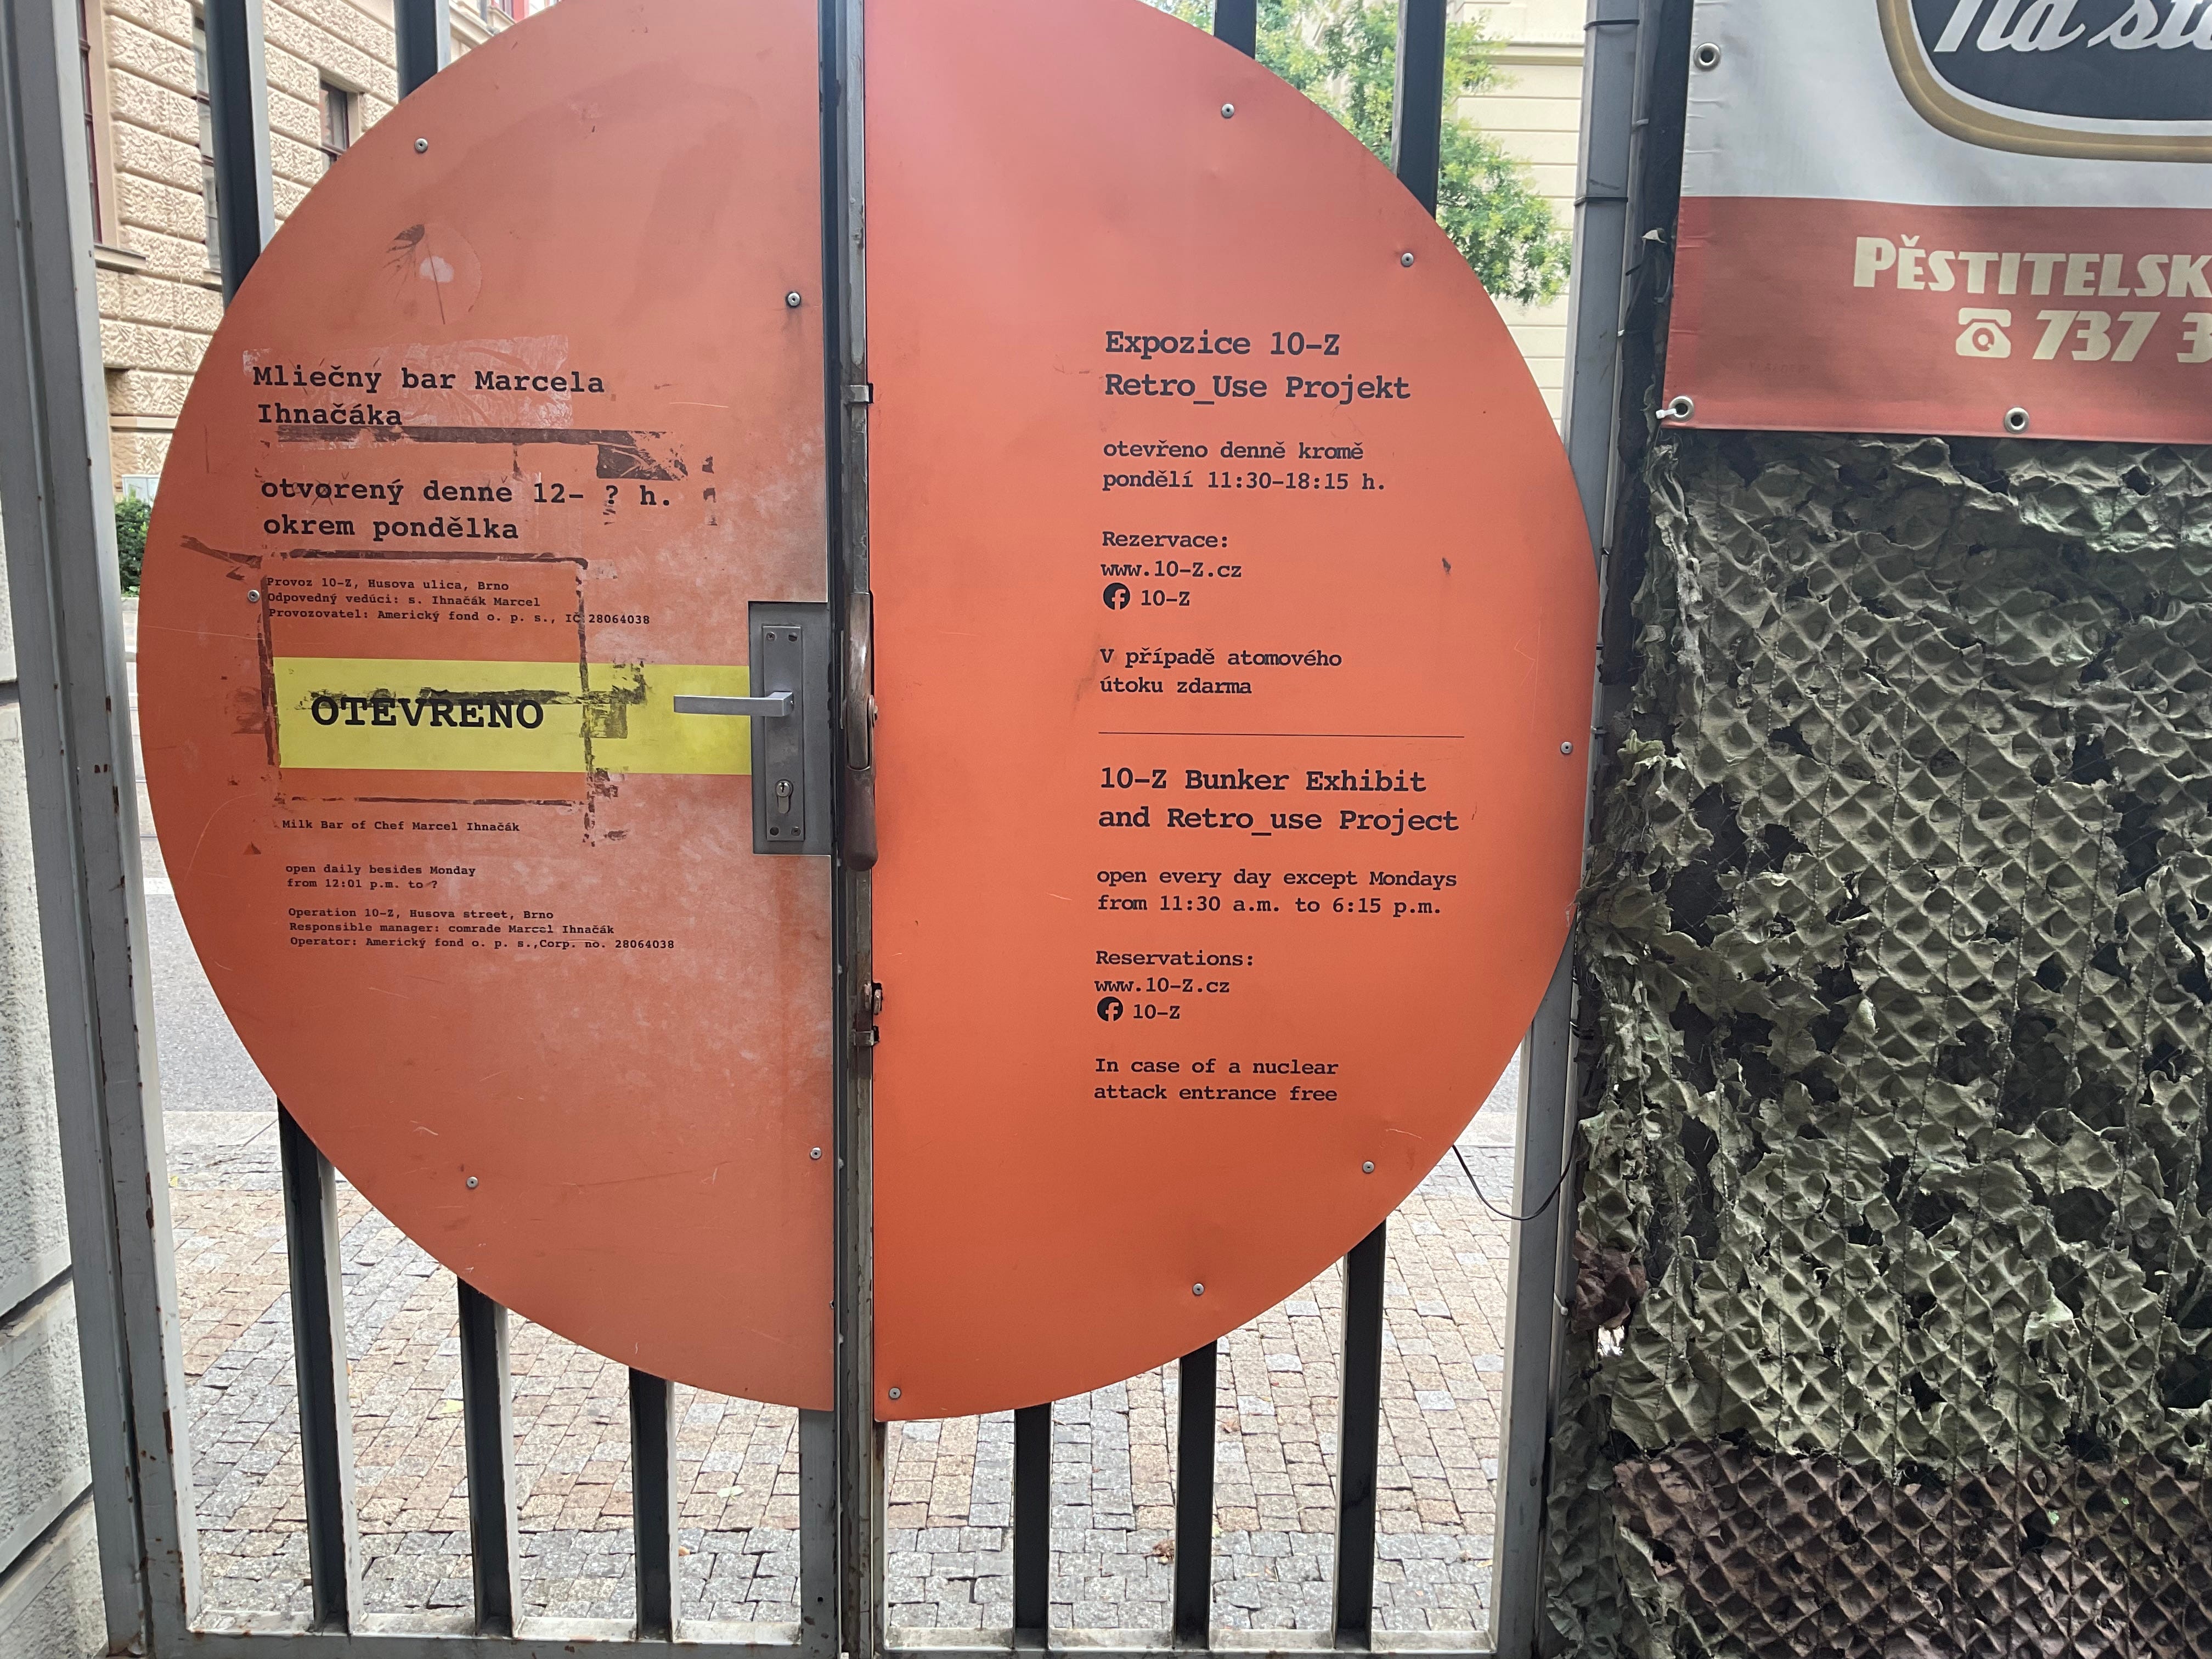 Mliečný bar Marcela
Ihnačáka
otvorený denne 12- ? h.
okrem pondělka
Provoz 10-Z, Husova ulica, Brno
Odpovedný vedúci: s. Ihnačák Marcel
Provozovatel: Americký fond o. p. s., IČ 28064038
OTEVŘENO
Milk Bar of Chef Marcel Ihnačák
open daily besides Monday
from 12:01 p.m. to ?
Operation 10-Z, Husova street, Brno
Responsible manager: comrade Marcel Ihnačák
Operator: Americký fond o. p. s.,Corp. no. 28064038
Expozice 10-Z
Retro_Use Projekt
otevřeno denně kromě
pondělí 11:30-18:15 h.
Rezervace:
www.10-Z.cz
10-Z
V případě atomového
útoku zdarma
10-Z Bunker Exhibit
and Retro_use Project
open every day except Mondays
from 11:30 a.m. to 6:15 p.m.
Reservations:
www.10-Z.cz
10-Z
In case of a nuclear
attack entrance free
PĚSTITELSK
737 3